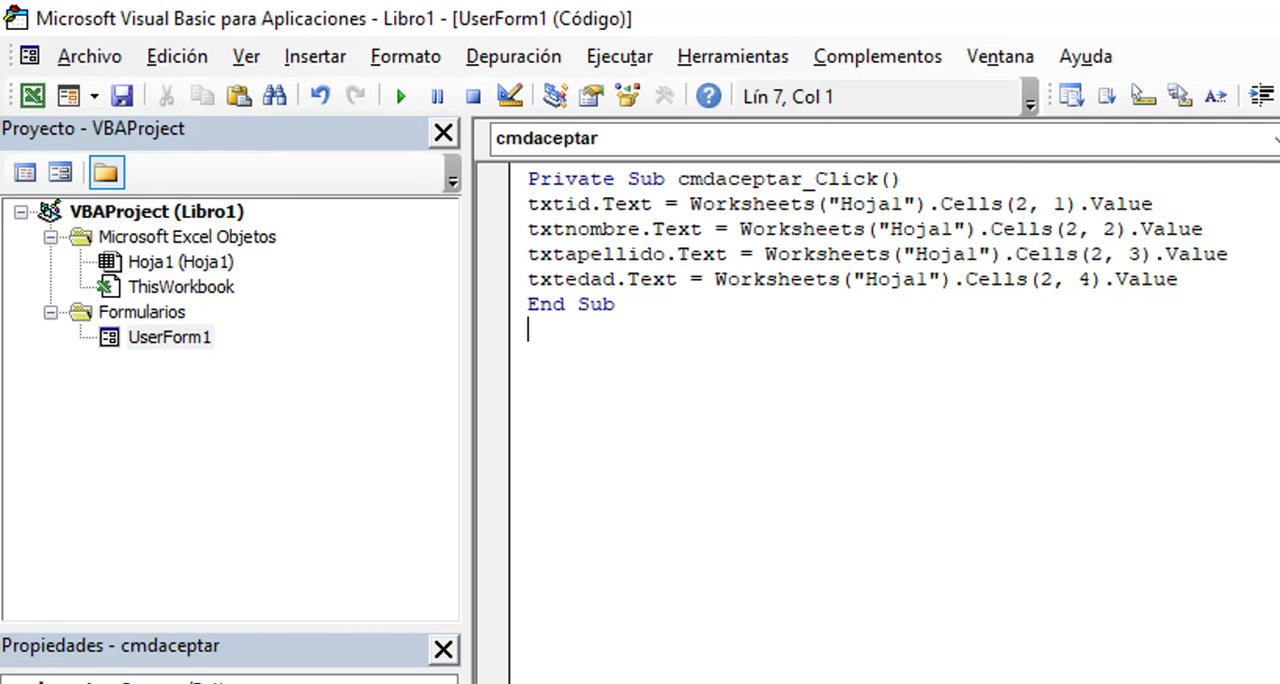 Microsoft Visual Basic para Aplicaciones - Libro1 - [UserForm1 (Código)]
Archivo Edición Ver Insertar Formato Depuración Ejecutar Herramientas Complementos Ventana Ayuda
Lín 7, Col 1
Proyecto - VBAProject
cmdaceptar
VBAProject (Libro1)
Microsoft Excel Objetos
Hoja1 (Hoja1)
ThisWorkbook
Formularios
UserForm1
Private Sub cmdaceptar_Click()
txtid.Text = Worksheets("Hoja1").Cells(2, 1).Value
txtnombre.Text = Worksheets("Hoja1").Cells(2, 2).Value
txtapellido.Text = Worksheets("Hoja1").Cells(2, 3).Value
txtedad.Text = Worksheets("Hoja1").Cells(2, 4).Value
End Sub
Propiedades - cmdaceptar